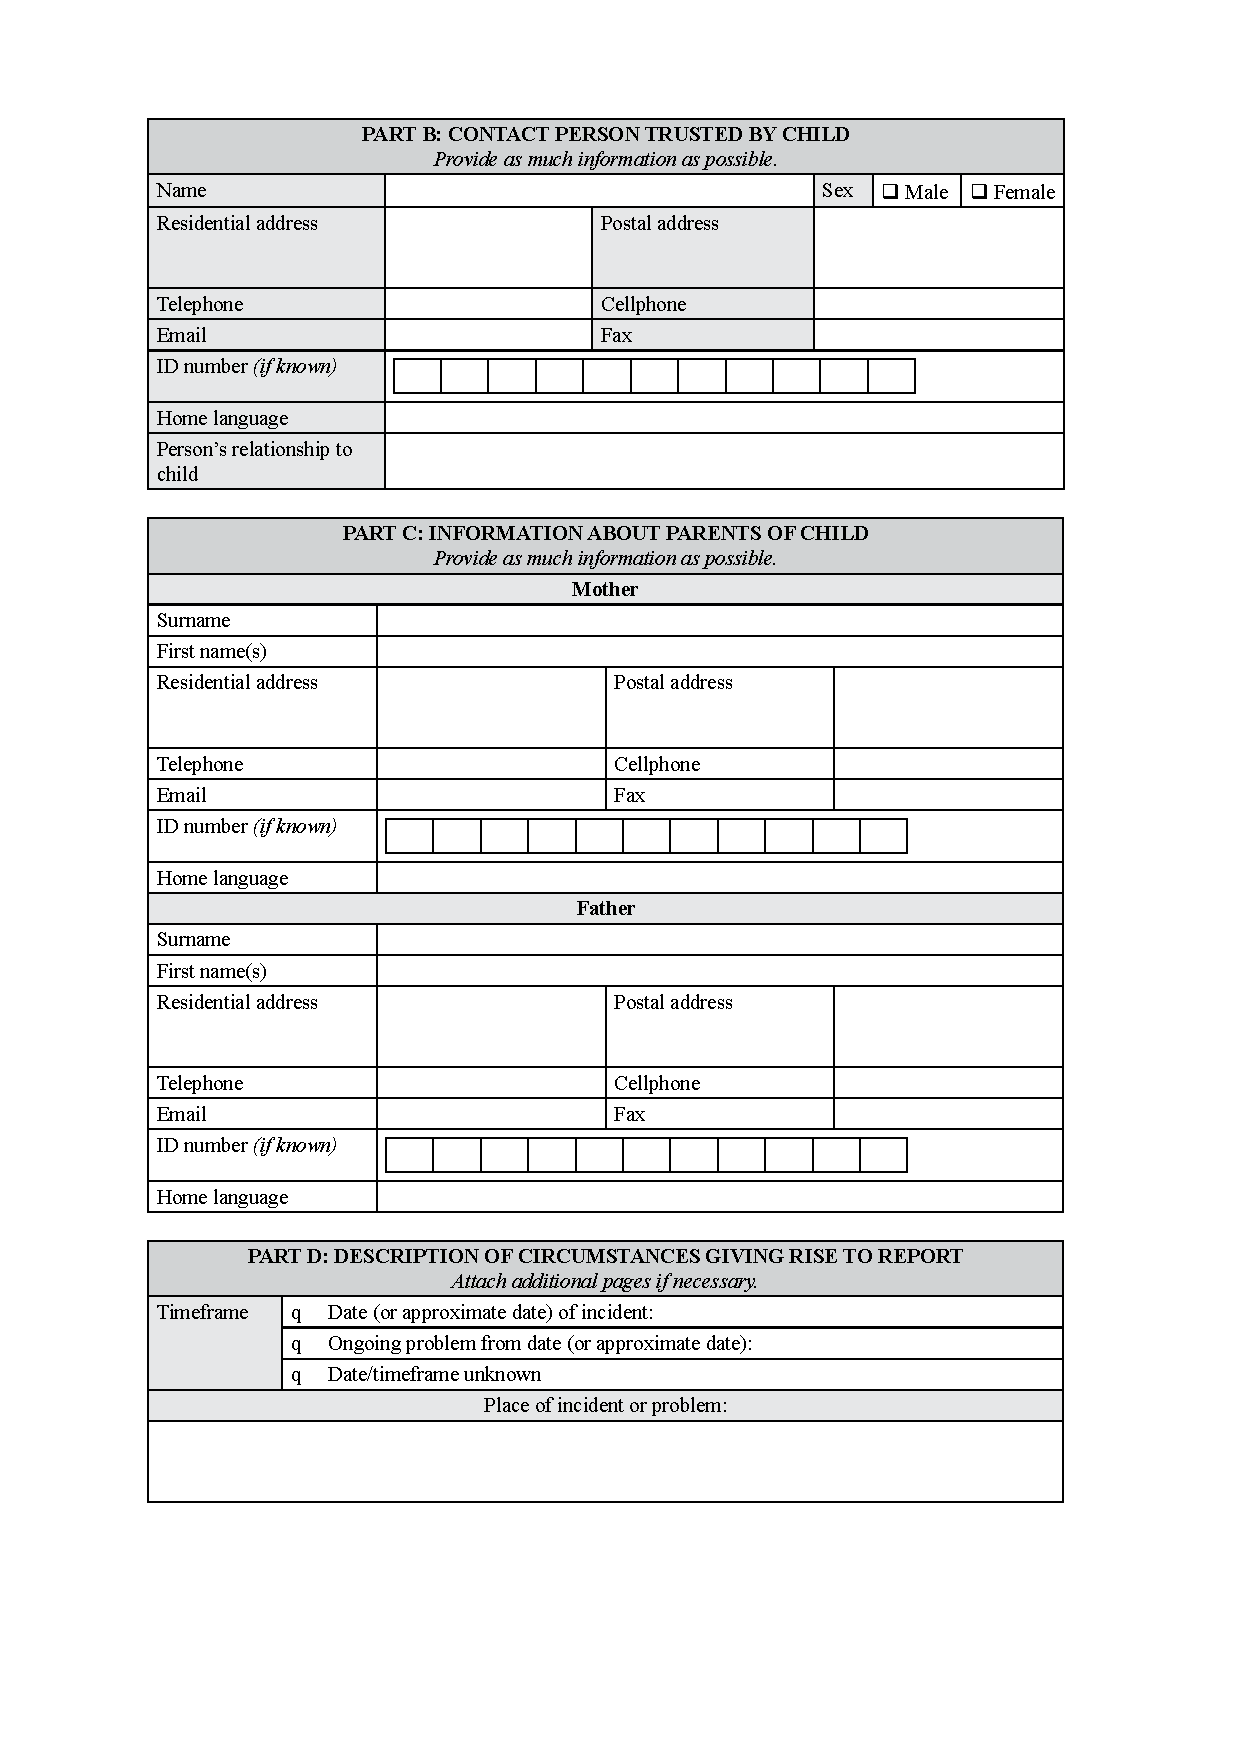 PART B: CONTACT PERSON TRUSTED BY CHILD
Provide as much information as possible.
Name Sex ❑ Male ❑ Female
Residential address Postal address
Telephone Cellphone
Email Fax
ID number (if known)
Home language
Person’s relationship to
child
PART C: INFORMATION ABOUT PARENTS OF CHILD
Provide as much information as possible.
Mother
Surname
First name(s)
Residential address Postal address
Telephone Cellphone
Email Fax
ID number (if known)
Home language
Father
Surname
First name(s)
Residential address Postal address
Telephone Cellphone
Email Fax
ID number (if known)
Home language
PART D: DESCRIPTION OF CIRCUMSTANCES GIVING RISE TO REPORT
Attach additional pages if necessary.
Timeframe q Date (or approximate date) of incident:
q Ongoing problem from date (or approximate date):
q Date/timeframe unknown
Place of incident or problem: